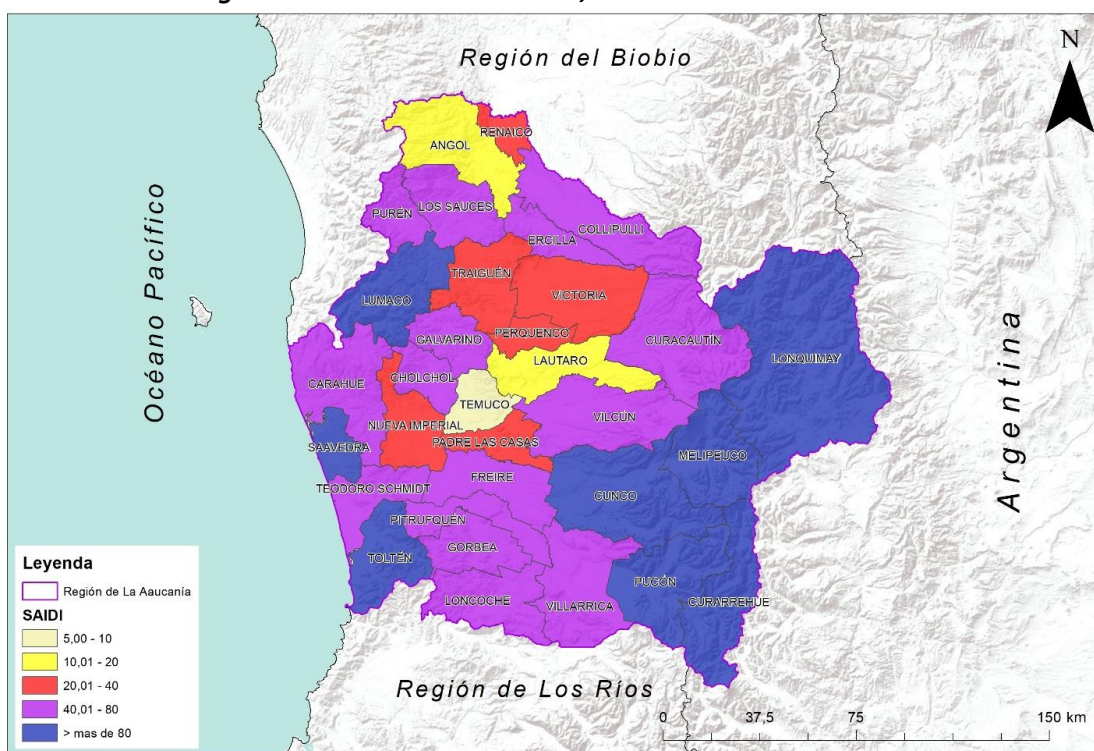 Región del Biobio
N
RENAICO
ANGOL
PURÉN
LOS SAUCES
COLLIPULLI
ERCILLA
TRAIGUÉN
LUMACO
VICTORIA
PERQUENCO
GALVARINO
CURACAUTÍN
LAUTARO
LONQUIMAY
CARAHUE
CHOLCHOL
TEMUCO
VILCÚN
NUEVA IMPERIAL
PADRE LAS CASAS
SAAVEDRA
MELIPEUCO
FREIRE
TEODORO SCHMIDT
CUNCO
PITRUFQUÉN
GORBEA
TOLTÉN
PUCÓN
CURARREHUE
LONCOCHE
VILLARRICA
Océano Pacífico
Argentina
Región de Los Ríos
Leyenda
Región de La Aaucanía
SAIDI
5,00 - 10
10,01 - 20
20,01 - 40
40,01 - 80
> mas de 80
0 37,5 75 150 km